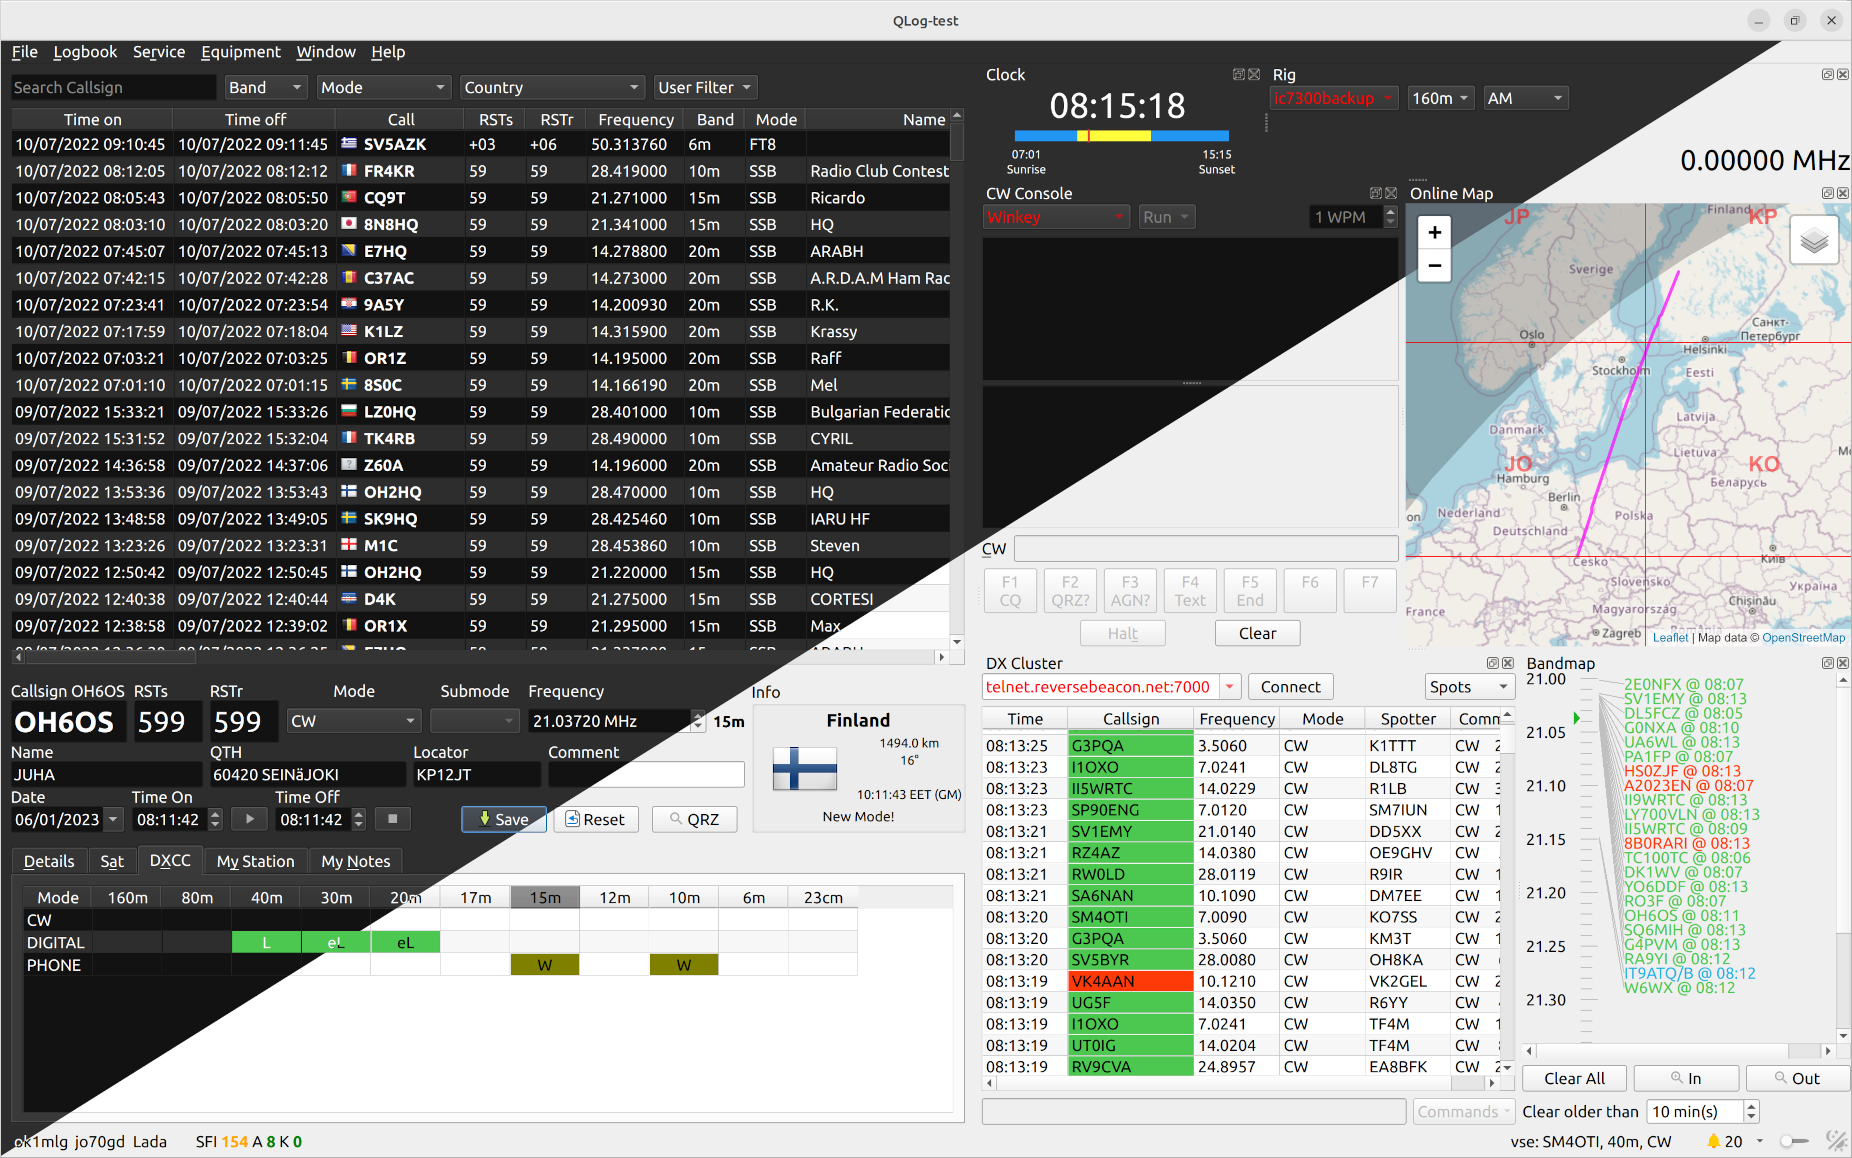 QLog-test
File Logbook Service Equipment Window Help
Search Callsign Band Mode Country User Filter
Time on Time off Call RSTs RSTr Frequency Band Mode Name
10/07/2022 09:10:45 10/07/2022 09:11:45 SV5AZK +03 +06 50.313760 6m FT8
10/07/2022 08:12:05 10/07/2022 08:12:12 FR4KR 59 59 28.419000 10m SSB Radio Club Contest
10/07/2022 08:05:43 10/07/2022 08:05:50 CQ9T 59 59 21.271000 15m SSB Ricardo
10/07/2022 08:03:10 10/07/2022 08:03:20 8N8HQ 59 59 21.341000 15m SSB HQ
10/07/2022 07:45:07 10/07/2022 07:45:13 E7HQ 59 59 14.278800 20m SSB ARABH
10/07/2022 07:42:15 10/07/2022 07:42:28 C37AC 59 59 14.273000 20m SSB A.R.D.A.M Ham Rac
10/07/2022 07:23:41 10/07/2022 07:23:54 9A5Y 59 59 14.200930 20m SSB R.K.
10/07/2022 07:17:59 10/07/2022 07:18:04 K1LZ 59 59 14.315900 20m SSB Krassy
10/07/2022 07:03:21 10/07/2022 07:03:25 OR1Z 59 59 14.195000 20m SSB Raff
10/07/2022 07:01:10 10/07/2022 07:01:15 8S0C 59 59 14.166190 20m SSB Mel
09/07/2022 15:33:21 09/07/2022 15:33:26 LZ0HQ 59 59 28.401000 10m SSB Bulgarian Federatio
09/07/2022 15:31:52 09/07/2022 15:32:04 TK4RB 59 59 28.490000 10m SSB CYRIL
09/07/2022 14:36:58 09/07/2022 14:37:06 Z60A 59 59 14.196000 20m SSB Amateur Radio Soc
09/07/2022 13:53:36 09/07/2022 13:53:43 OH2HQ 59 59 28.470000 10m SSB HQ
09/07/2022 13:48:58 09/07/2022 13:49:05 SK9HQ 59 59 28.425460 10m SSB IARU HF
09/07/2022 13:23:26 09/07/2022 13:23:31 M1C 59 59 28.453860 10m SSB Steven
09/07/2022 12:50:42 09/07/2022 12:50:45 OH2HQ 59 59 21.220000 15m SSB HQ
09/07/2022 12:40:38 09/07/2022 12:40:44 D4K 59 59 21.275000 15m SSB CORTESI
09/07/2022 12:38:58 09/07/2022 12:39:02 OR1X 59 59 21.295000 15m SSB Max
Callsign OH6OS RSTs RSTr Mode Submode Frequency
OH6OS 599 599 CW 21.03720 MHz 15m
Name QTH Locator Comment
JUHA 60420 SEINäJOKI KP12JT
Date Time On Time Off
06/01/2023 08:11:42 08:11:42 Save Reset QRZ
Info
Finland
1494.0 km
16°
10:11:43 EET (GM)
New Mode!
Details Sat DXCC My Station My Notes
Mode 160m 80m 40m 30m 20m 17m 15m 12m 10m 6m 23cm
CW
DIGITAL L eL eL
PHONE W W
ok1mlg jo70gd Lada SFI 154 A 8 K 0
Clock
08:15:18
07:01 15:15
Sunrise Sunset
Rig
ic7300backup 160m AM
0.00000 MHz
CW Console
Winkey Run 1 WPM
CW
F1 F2 F3 F4 F5 F6 F7
CQ QRZ? AGN? Text End
Halt Clear
Online Map
+
−
JP KP
Finland
Sverige
Oslo
Санкт-
Петербург
Helsinki
Stockholm
Eesti
Latvija
Danmark
Lietuva
JO KO
Hamburg
Беларусь
Berlin
on
Nederland
Polska
Deutschland
Київ
Česko
Slovensko
Україна
Magyarország
Chișinău
France
Zagreb
România
Leaflet | Map data © OpenStreetMap
DX Cluster
telnet.reversebeacon.net:7000 Connect Spots
Time Callsign Frequency Mode Spotter Comm
08:13:25 G3PQA 3.5060 CW K1TTT CW 2
08:13:23 I1OXO 7.0241 CW DL8TG CW 2
08:13:23 II5WRTC 14.0229 CW R1LB CW 3
08:13:23 SP90ENG 7.0120 CW SM7IUN CW 1
08:13:21 SV1EMY 21.0140 CW DD5XX CW 2
08:13:21 RZ4AZ 14.0380 CW OE9GHV CW
08:13:21 RW0LD 28.0119 CW R9IR CW 1
08:13:21 SA6NAN 10.1090 CW DM7EE CW 1
08:13:20 SM4OTI 7.0090 CW KO7SS CW 2
08:13:20 G3PQA 3.5060 CW KM3T CW 1
08:13:20 SV5BYR 28.0080 CW OH8KA CW
08:13:19 VK4AAN 10.1210 CW VK2GEL CW 2
08:13:19 UG5F 14.0350 CW R6YY CW
08:13:19 I1OXO 7.0241 CW TF4M CW 1
08:13:19 UT0IG 14.0204 CW TF4M CW
08:13:19 RV9CVA 24.8957 CW EA8BFK CW 2
Commands
Bandmap
21.00
21.05
21.10
21.15
21.20
21.25
21.30
2E0NFX @ 08:07
SV1EMY @ 08:13
DL5FCZ @ 08:05
G0NXA @ 08:10
UA6WL @ 08:13
PA1FP @ 08:07
HS0ZJF @ 08:13
A2023EN @ 08:07
II9WRTC @ 08:13
LY700VLN @ 08:13
II5WRTC @ 08:09
8B0RARI @ 08:13
TC100TC @ 08:06
DK1WV @ 08:07
YO6DDF @ 08:13
RO3F @ 08:07
OH6OS @ 08:11
SQ6MIH @ 08:13
G4PVM @ 08:13
RA9YI @ 08:12
IT9ATQ/B @ 08:12
W6WX @ 08:12
Clear All In Out
Clear older than 10 min(s)
vse: SM4OTI, 40m, CW 20